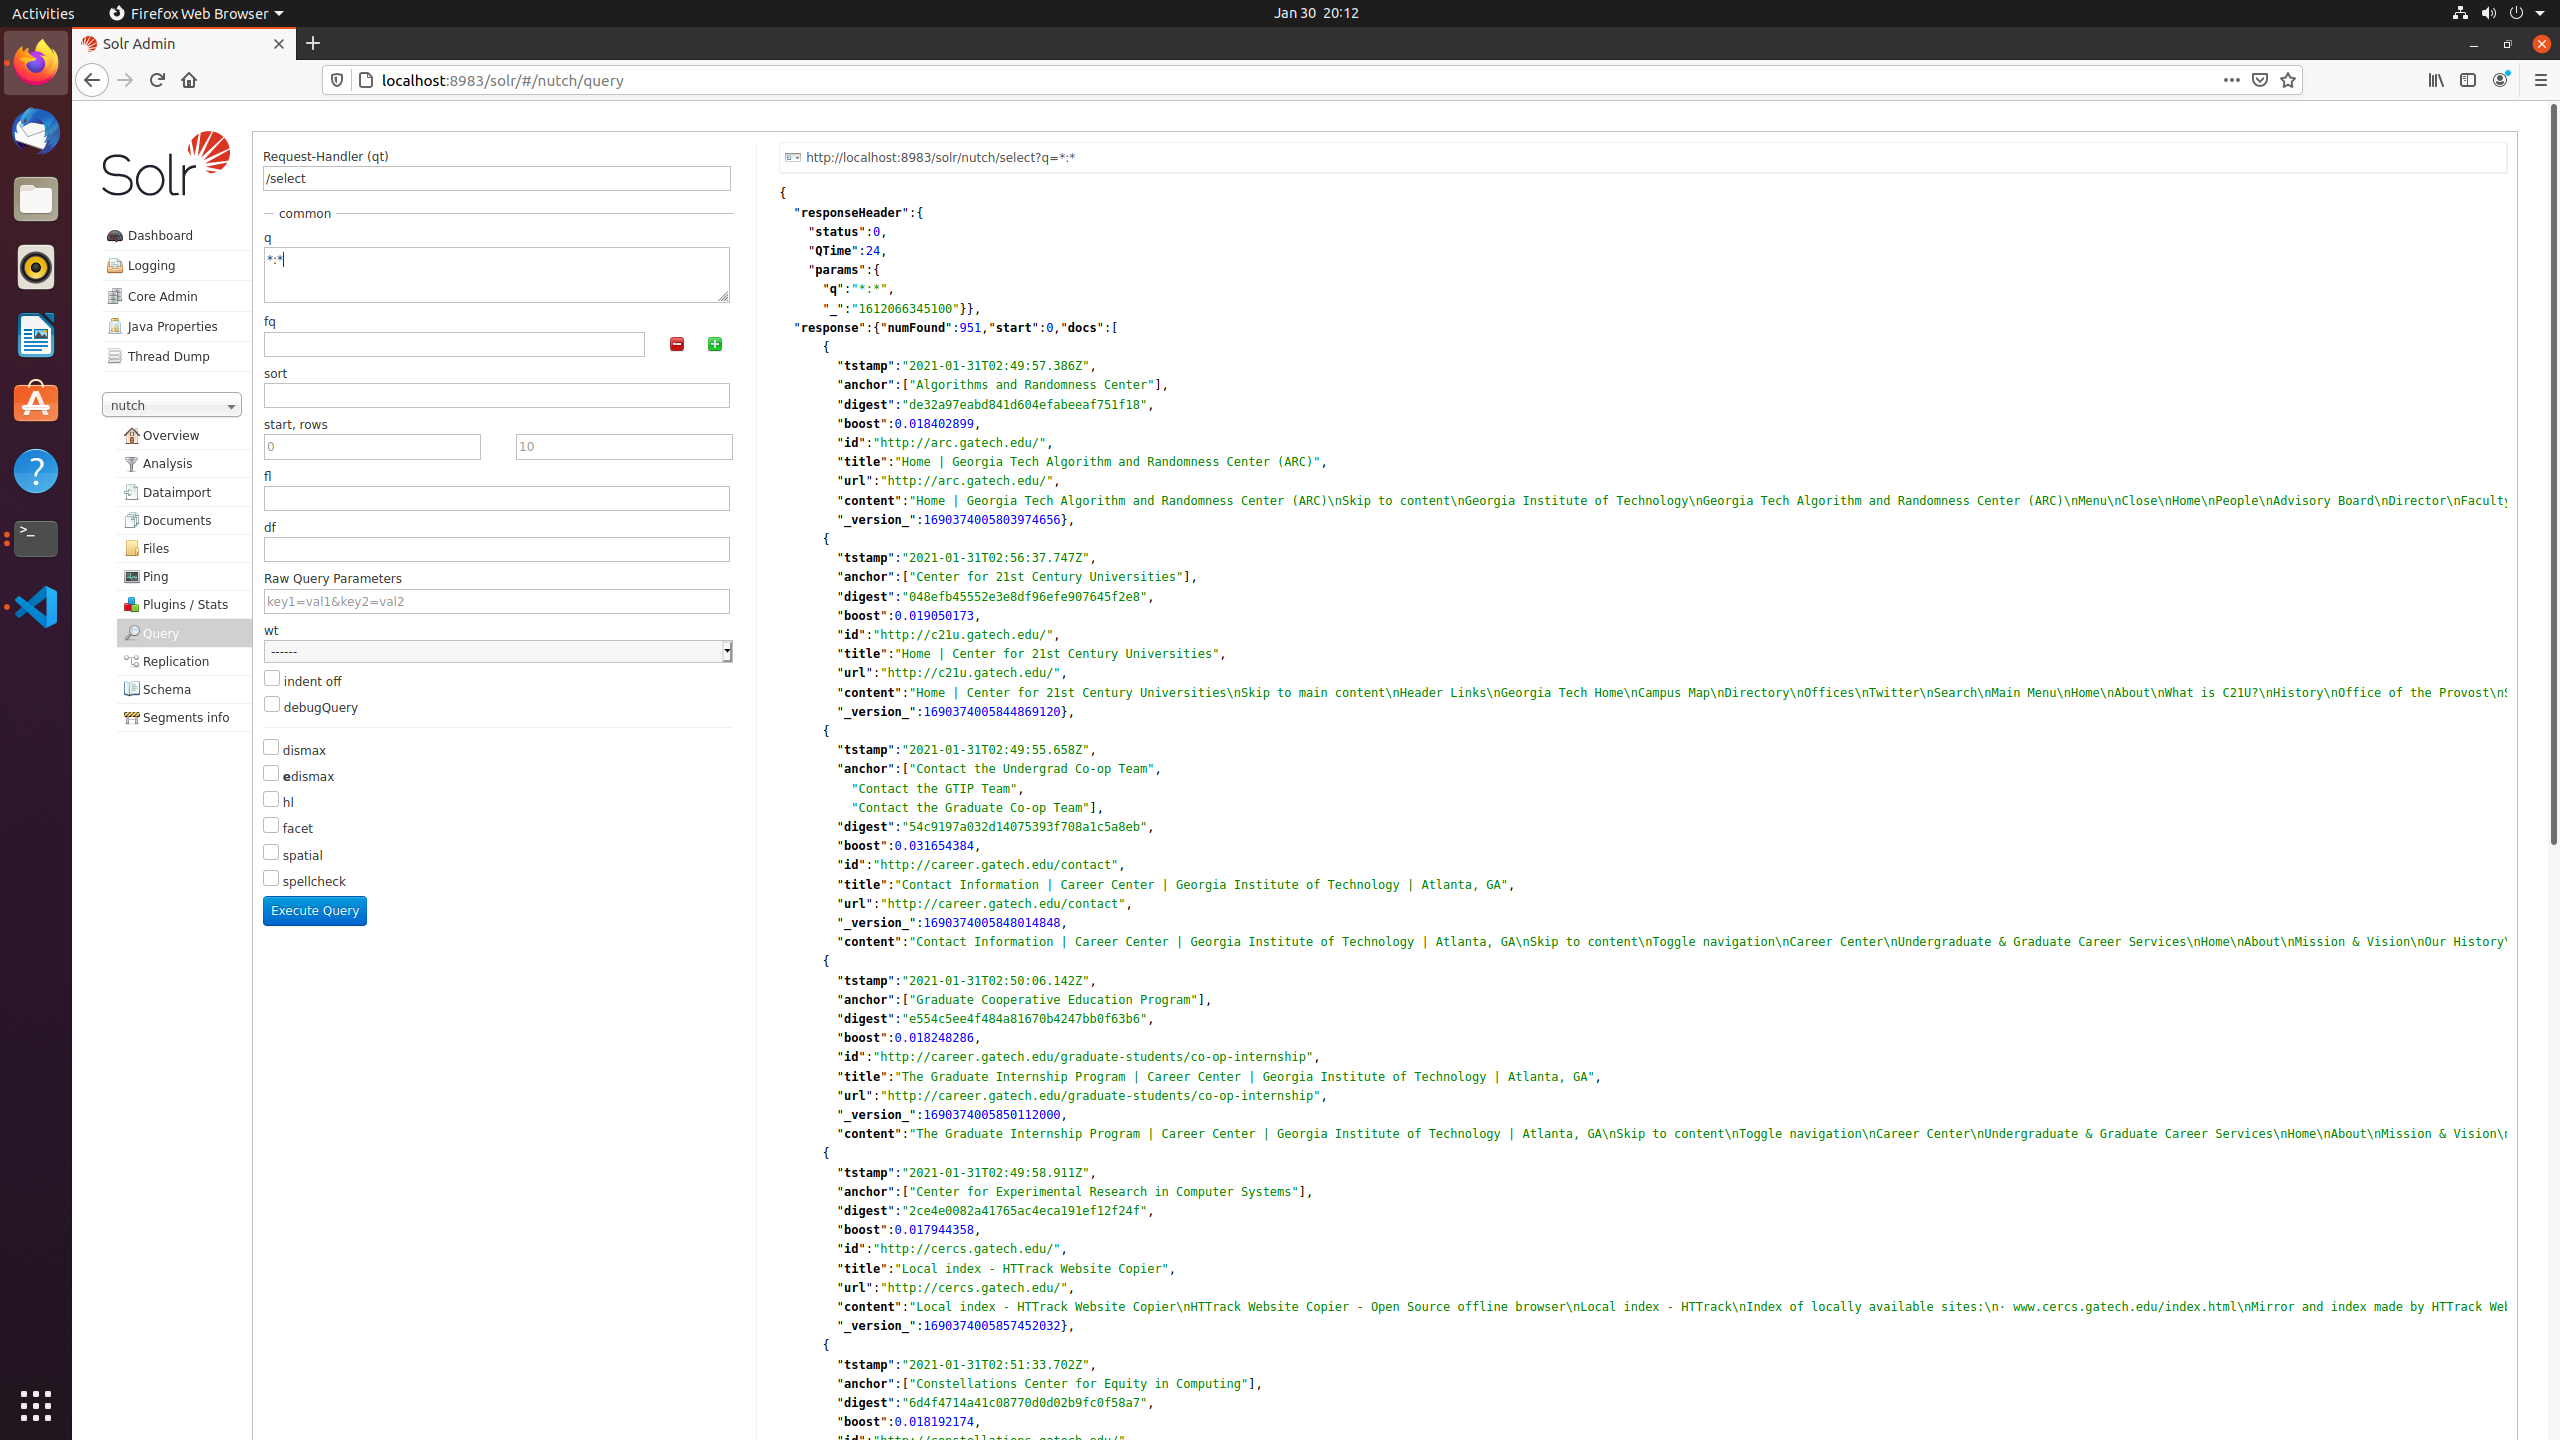 Activities
Firefox Web Browser
Jan 30 20:12
Solr Admin
localhost:8983/solr/#/nutch/query
Solr
Dashboard
Logging
Core Admin
Java Properties
Thread Dump
nutch
Overview
Analysis
Dataimport
Documents
Files
Ping
Plugins / Stats
Query
Replication
Schema
Segments info
Request-Handler (qt)
/select
common
q
*:*
fq
sort
start, rows
0 10
fl
df
Raw Query Parameters
key1=val1&key2=val2
wt
------
indent off
debugQuery
dismax
edismax
hl
facet
spatial
spellcheck
Execute Query
http://localhost:8983/solr/nutch/select?q=*:*
{
"responseHeader":{
"status":0,
"QTime":24,
"params":{
"q":"*:*",
"_":"1612066345100"}},
"response":{"numFound":951,"start":0,"docs":[
{
"tstamp":"2021-01-31T02:49:57.386Z",
"anchor":["Algorithms and Randomness Center"],
"digest":"de32a97eabd841d604efabeeaf751f18",
"boost":0.018402899,
"id":"http://arc.gatech.edu/",
"title":"Home | Georgia Tech Algorithm and Randomness Center (ARC)",
"url":"http://arc.gatech.edu/",
"content":"Home | Georgia Tech Algorithm and Randomness Center (ARC)\nSkip to content\nGeorgia Institute of Technology\nGeorgia Tech Algorithm and Randomness Center (ARC)\nMenu\nClose\nHome\nPeople\nAdvisory Board\nDirector\nFaculty
"_version_":1690374005803974656},
{
"tstamp":"2021-01-31T02:56:37.747Z",
"anchor":["Center for 21st Century Universities"],
"digest":"048efb45552e3e8df96efe907645f2e8",
"boost":0.019050173,
"id":"http://c21u.gatech.edu/",
"title":"Home | Center for 21st Century Universities",
"url":"http://c21u.gatech.edu/",
"content":"Home | Center for 21st Century Universities\nSkip to main content\nHeader Links\nGeorgia Tech Home\nCampus Map\nDirectory\nOffices\nTwitter\nSearch\nMain Menu\nHome\nAbout\nWhat is C21U?\nHistory\nOffice of the Provost\nS
"_version_":1690374005844869120},
{
"tstamp":"2021-01-31T02:49:55.658Z",
"anchor":["Contact the Undergrad Co-op Team",
"Contact the GTIP Team",
"Contact the Graduate Co-op Team"],
"digest":"54c9197a032d14075393f708a1c5a8eb",
"boost":0.031654384,
"id":"http://career.gatech.edu/contact",
"title":"Contact Information | Career Center | Georgia Institute of Technology | Atlanta, GA",
"url":"http://career.gatech.edu/contact",
"_version_":1690374005848014848,
"content":"Contact Information | Career Center | Georgia Institute of Technology | Atlanta, GA\nSkip to content\nToggle navigation\nCareer Center\nUndergraduate & Graduate Career Services\nHome\nAbout\nMission & Vision\nOur History\
{
"tstamp":"2021-01-31T02:50:06.142Z",
"anchor":["Graduate Cooperative Education Program"],
"digest":"e554c5ee4f484a81670b4247bb0f63b6",
"boost":0.018248286,
"id":"http://career.gatech.edu/graduate-students/co-op-internship",
"title":"The Graduate Internship Program | Career Center | Georgia Institute of Technology | Atlanta, GA",
"url":"http://career.gatech.edu/graduate-students/co-op-internship",
"_version_":1690374005850112000,
"content":"The Graduate Internship Program | Career Center | Georgia Institute of Technology | Atlanta, GA\nSkip to content\nToggle navigation\nCareer Center\nUndergraduate & Graduate Career Services\nHome\nAbout\nMission & Vision\
{
"tstamp":"2021-01-31T02:49:58.911Z",
"anchor":["Center for Experimental Research in Computer Systems"],
"digest":"2ce4e0082a41765ac4eca191ef12f24f",
"boost":0.017944358,
"id":"http://cercs.gatech.edu/",
"title":"Local index - HTTrack Website Copier",
"url":"http://cercs.gatech.edu/",
"content":"Local index - HTTrack Website Copier\nHTTrack Website Copier - Open Source offline browser\nLocal index - HTTrack\nIndex of locally available sites:\n· www.cercs.gatech.edu/index.html\nMirror and index made by HTTrack Web
"_version_":1690374005857452032},
{
"tstamp":"2021-01-31T02:51:33.702Z",
"anchor":["Constellations Center for Equity in Computing"],
"digest":"6d4f4714a41c08770d0d02b9fc0f58a7",
"boost":0.018192174,
"id":"http://constellations.gatech.edu/"